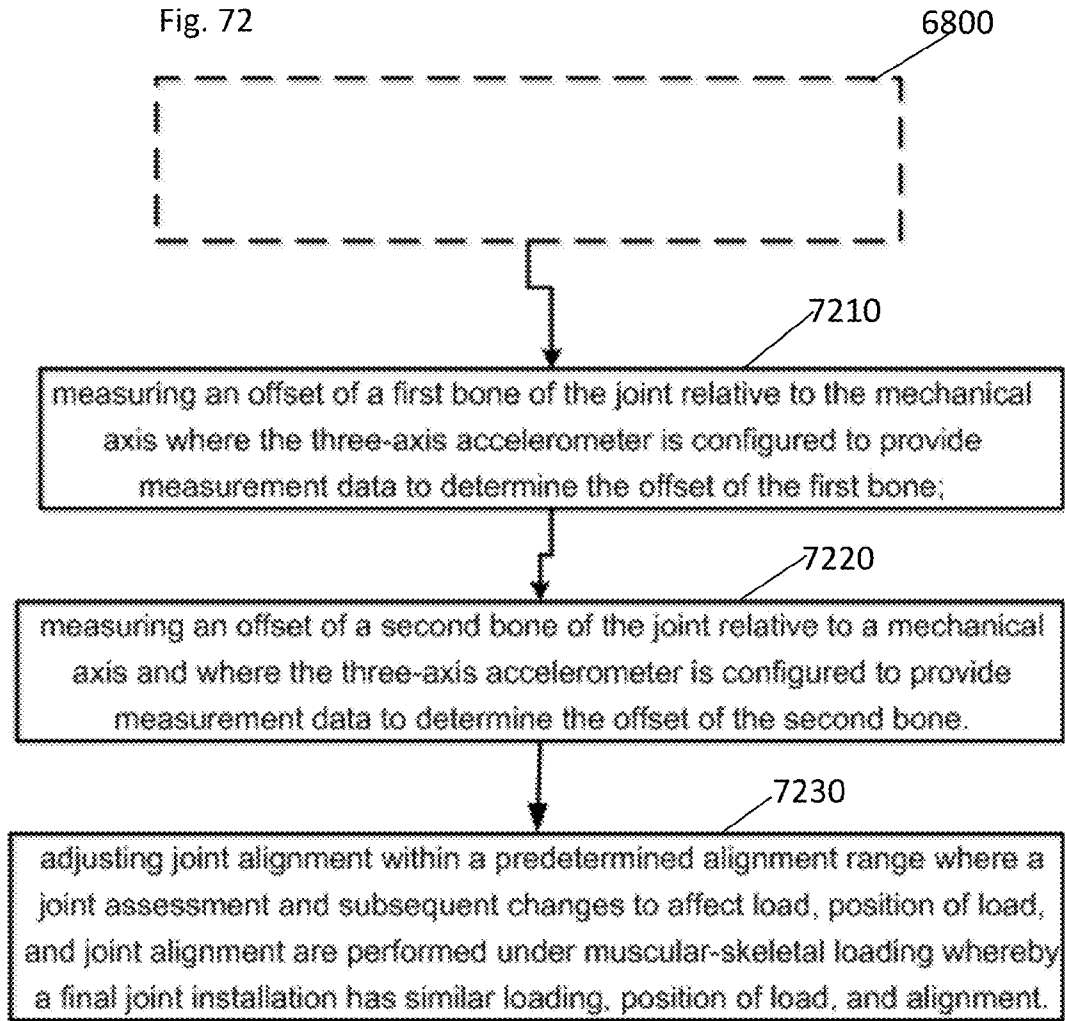 Fig. 72
6800
7210
measuring an offset of a first bone of the joint relative to the mechanical
axis where the three-axis accelerometer is configured to provide
measurement data to determine the offset of the first bone;
7220
measuring an offset of a second bone of the joint relative to a mechanical
axis and where the three-axis accelerometer is configured to provide
measurement data to determine the offset of the second bone.
7230
adjusting joint alignment within a predetermined alignment range where a
joint assessment and subsequent changes to affect load, position of load,
and joint alignment are performed under muscular-skeletal loading whereby
a final joint installation has similar loading, position of load, and alignment.